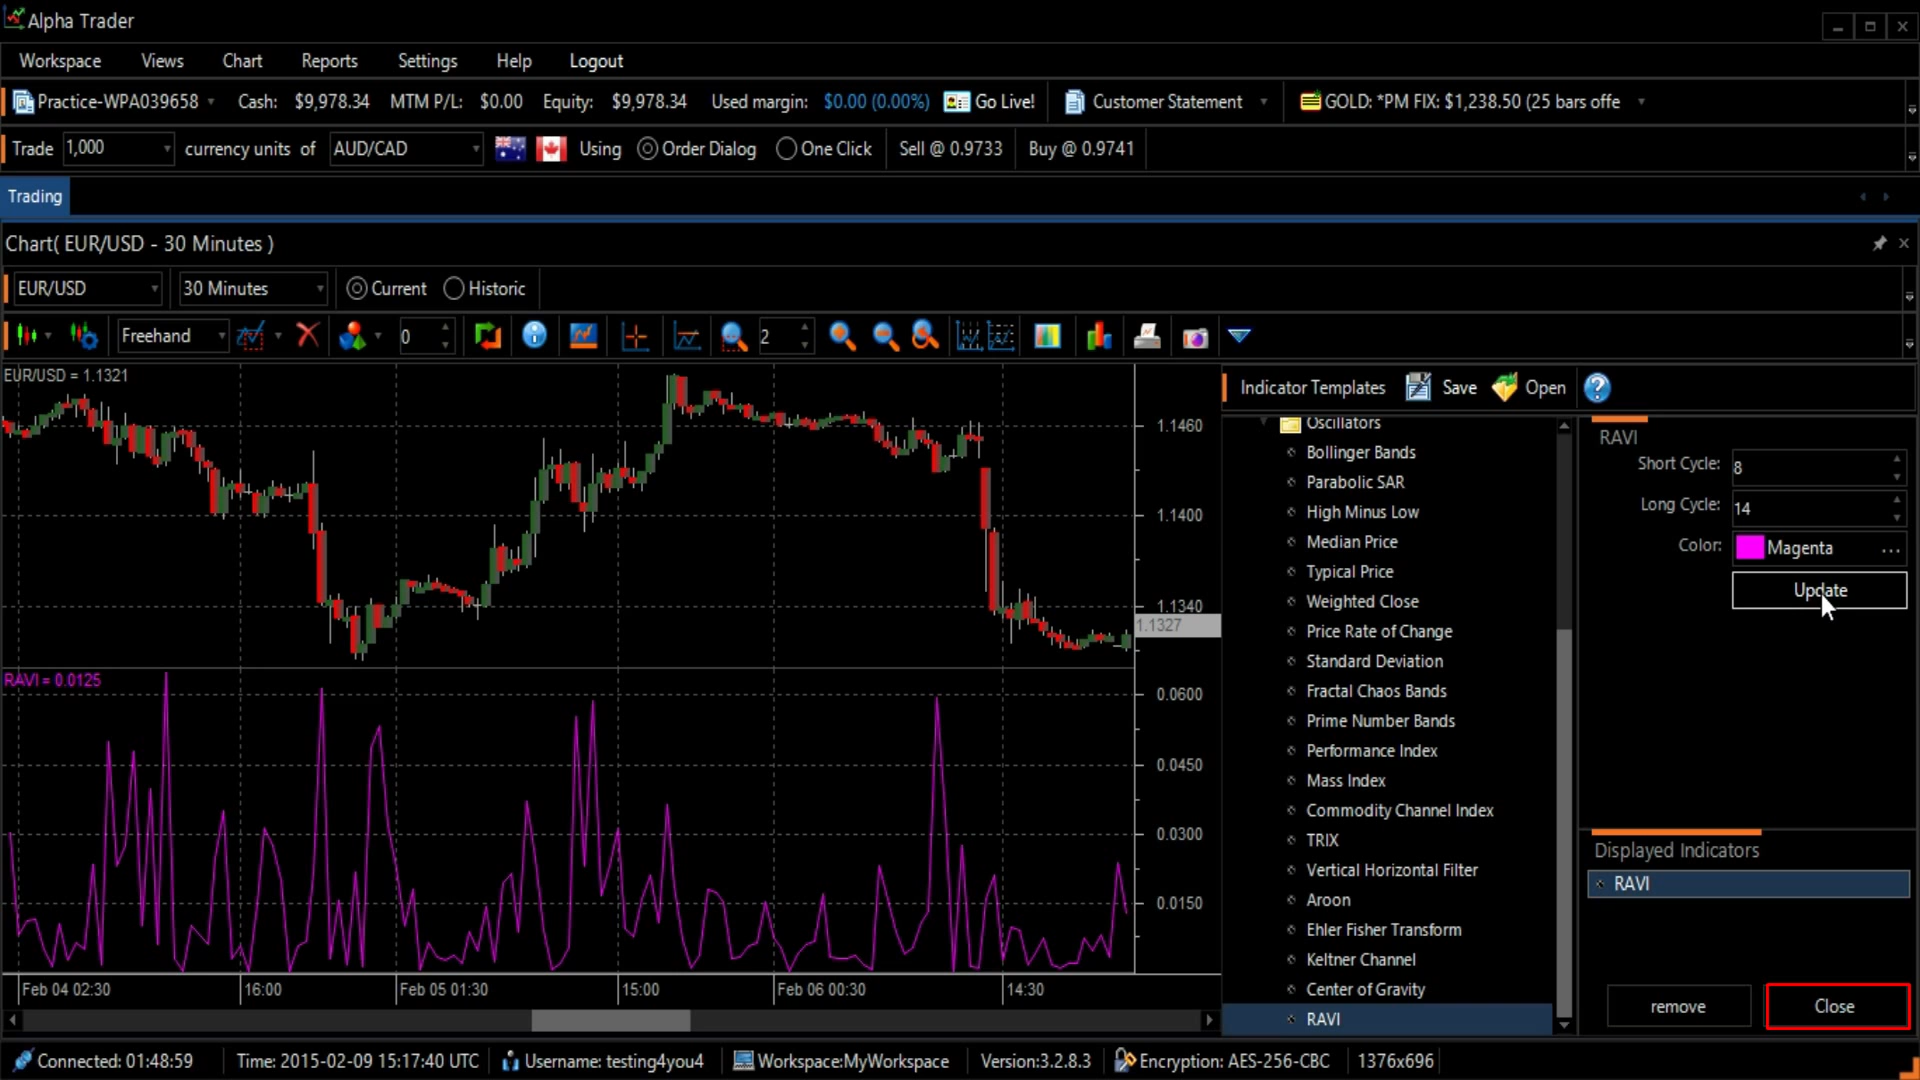 Alpha Trader
Workspace Views Chart Reports Settings Help Logout
Practice-WPA039658 Cash: $9,978.34 MTM P/L: $0.00 Equity: $9,978.34 Used margin: $0.00 (0.00%) Go Live! Customer Statement GOLD: *PM FIX: $1,238.50 (25 bars offe
Trade 1,000 currency units of AUD/CAD Using Order Dialog One Click Sell @ 0.9733 Buy @ 0.9741
Trading
Chart( EUR/USD - 30 Minutes )
EUR/USD 30 Minutes Current Historic
Freehand 0 2
EUR/USD = 1.1321
1.1460
1.1400
1.1340
1.1327
RAVI = 0.0125
0.0600
0.0450
0.0300
0.0150
Feb 04 02:30 16:00 Feb 05 01:30 15:00 Feb 06 00:30 14:30
Indicator Templates Save Open
Oscillators
Bollinger Bands
Parabolic SAR
High Minus Low
Median Price
Typical Price
Weighted Close
Price Rate of Change
Standard Deviation
Fractal Chaos Bands
Prime Number Bands
Performance Index
Mass Index
Commodity Channel Index
TRIX
Vertical Horizontal Filter
Aroon
Ehler Fisher Transform
Keltner Channel
Center of Gravity
RAVI
RAVI
Short Cycle: 8
Long Cycle: 14
Color: Magenta ...
Update
Displayed Indicators
RAVI
remove Close
Connected: 01:48:59 Time: 2015-02-09 15:17:40 UTC Username: testing4you4 Workspace:MyWorkspace Version:3.2.8.3 Encryption: AES-256-CBC 1376x696